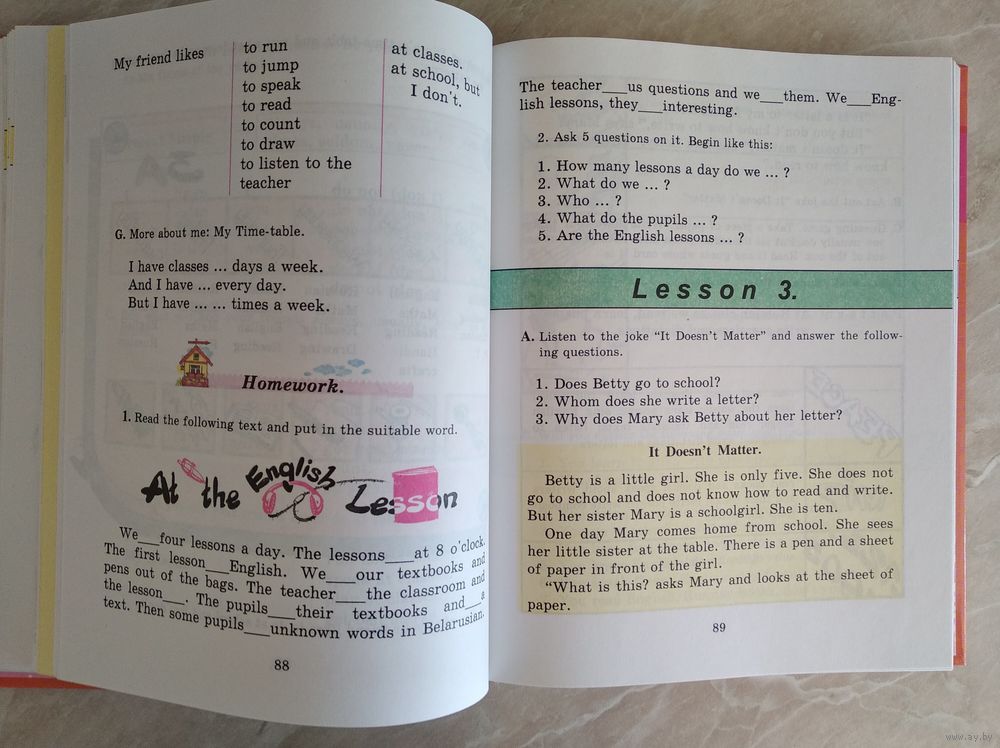 My friend likes
to run
to jump
to speak
to read
to count
to draw
to listen to the
teacher
at classes.
at school, but
I don't.
G. More about me: My Time-table.
I have classes ... days a week.
And I have ... every day.
But I have ... ... times a week.
Homework.
1. Read the following text and put in the suitable word.
At the English Lesson
We___four lessons a day. The lessons___at 8 o'clock.
The first lesson___English. We___our textbooks and
pens out of the bags. The teacher___the classroom and
the lesson___. The pupils___their textbooks and___a
text. Then some pupils___unknown words in Belarusian.
88
The teacher___us questions and we___them. We___Eng-
lish lessons, they___interesting.
2. Ask 5 questions on it. Begin like this:
1. How many lessons a day do we ... ?
2. What do we ... ?
3. Who ... ?
4. What do the pupils ... ?
5. Are the English lessons ... ?
Lesson 3.
A. Listen to the joke "It Doesn't Matter" and answer the follow-
ing questions.
1. Does Betty go to school?
2. Whom does she write a letter?
3. Why does Mary ask Betty about her letter?
It Doesn't Matter.
Betty is a little girl. She is only five. She does not
go to school and does not know how to read and write.
But her sister Mary is a schoolgirl. She is ten.
One day Mary comes home from school. She sees
her little sister at the table. There is a pen and a sheet
of paper in front of the girl.
"What is this? asks Mary and looks at the sheet of
paper.
89
www.ay.by